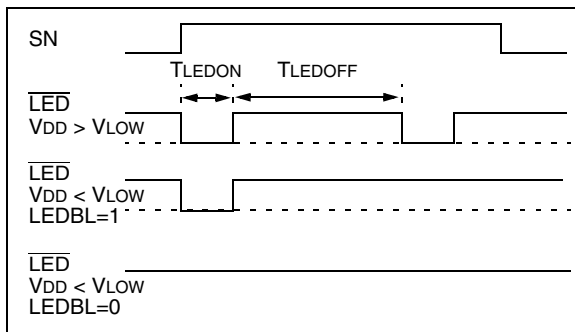 SN
TLEDON TLEDOFF
LED
VDD > VLOW
LED
VDD < VLOW
LEDBL=1
LED
VDD < VLOW
LEDBL=0